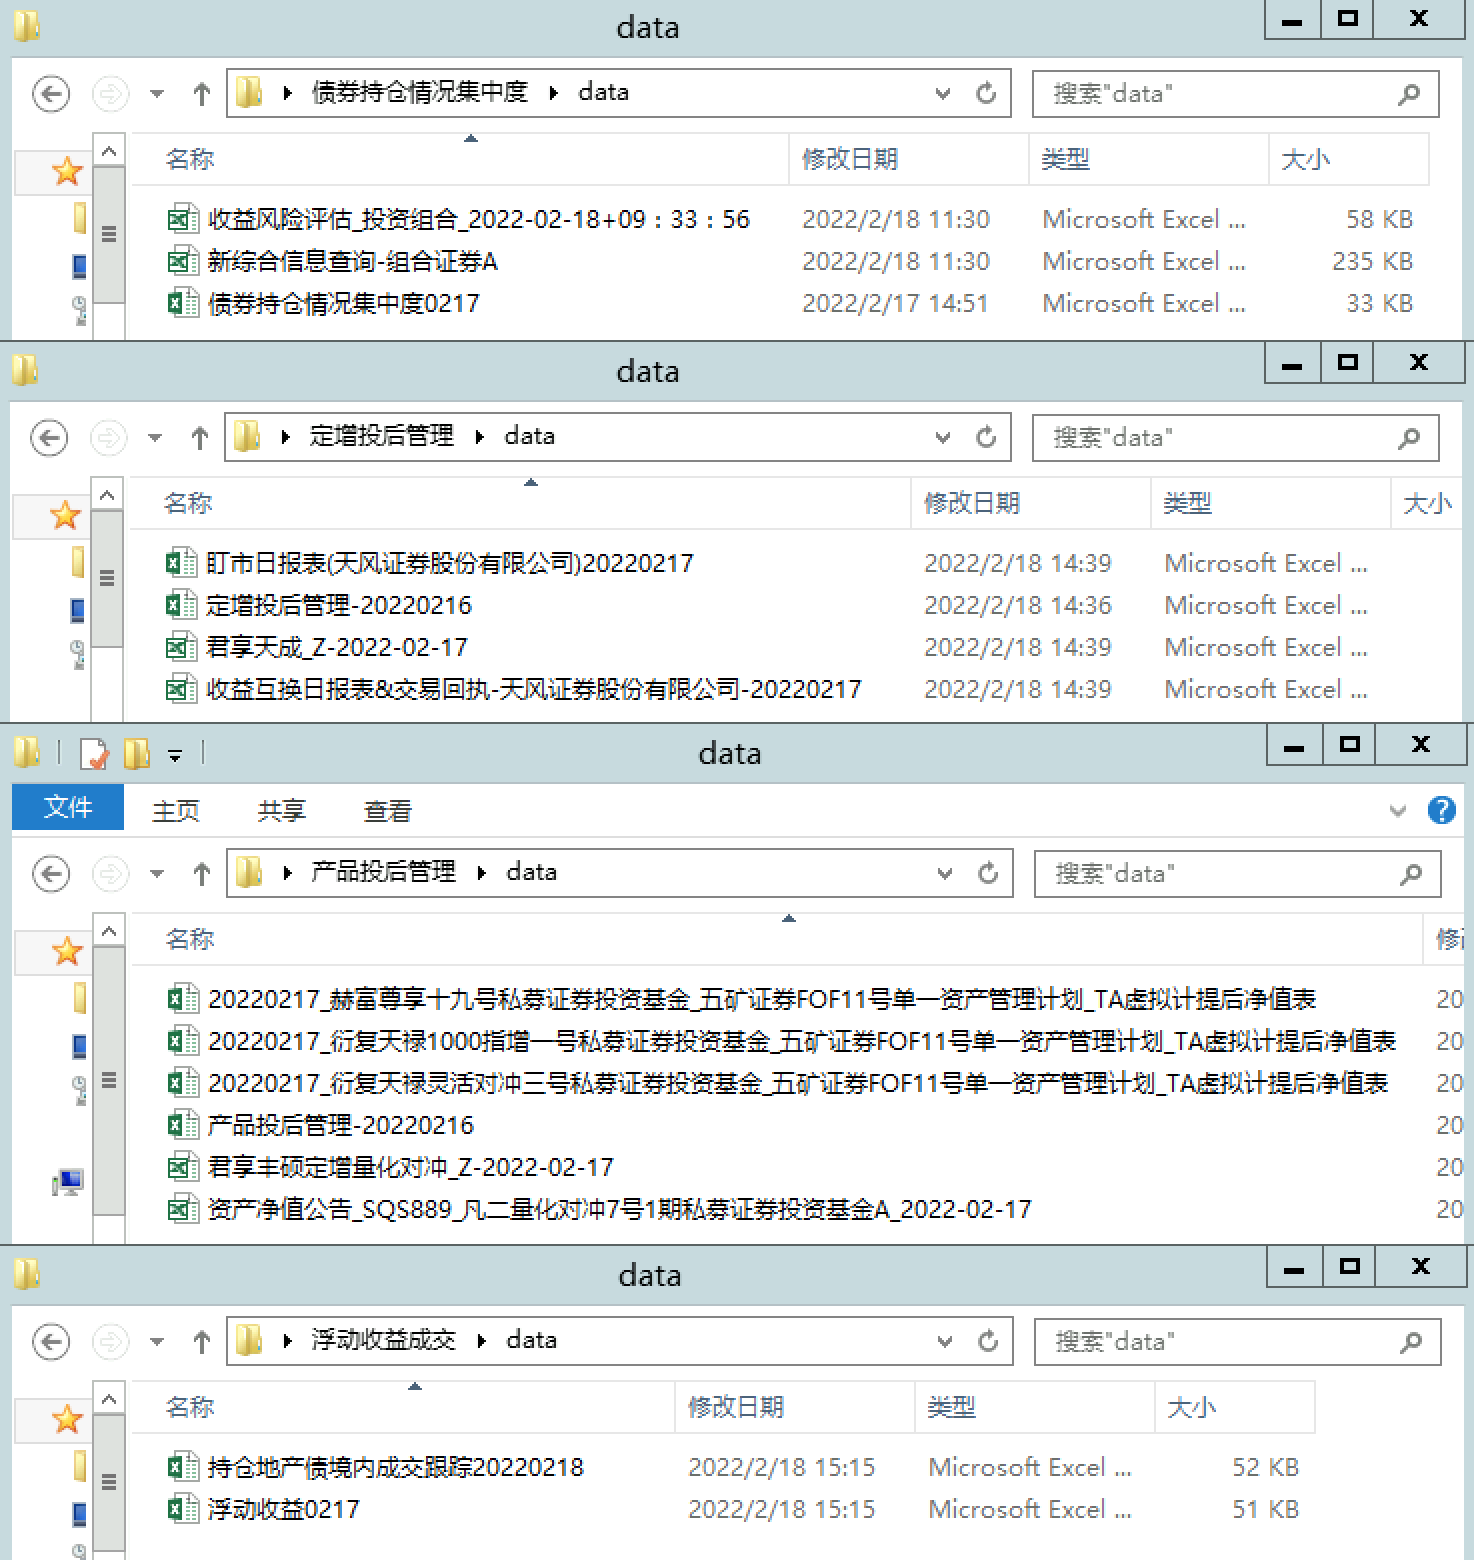 data
债券持仓情况集中度 data
搜索"data"
名称 修改日期 类型 大小
收益风险评估_投资组合_2022-02-18+09：33：56 2022/2/18 11:30 Microsoft Excel ... 58 KB
新综合信息查询-组合证券A 2022/2/18 11:30 Microsoft Excel ... 235 KB
债券持仓情况集中度0217 2022/2/17 14:51 Microsoft Excel ... 33 KB
data
定增投后管理 data
搜索"data"
名称 修改日期 类型 大小
盯市日报表(天风证券股份有限公司)20220217 2022/2/18 14:39 Microsoft Excel ...
定增投后管理-20220216 2022/2/18 14:36 Microsoft Excel ...
君享天成_Z-2022-02-17 2022/2/18 14:39 Microsoft Excel ...
收益互换日报表&交易回执-天风证券股份有限公司-20220217 2022/2/18 14:39 Microsoft Excel ...
data
文件 主页 共享 查看
产品投后管理 data
搜索"data"
名称 修
20220217_赫富尊享十九号私募证券投资基金_五矿证券FOF11号单一资产管理计划_TA虚拟计提后净值表 20
20220217_衍复天禄1000指增一号私募证券投资基金_五矿证券FOF11号单一资产管理计划_TA虚拟计提后净值表 20
20220217_衍复天禄灵活对冲三号私募证券投资基金_五矿证券FOF11号单一资产管理计划_TA虚拟计提后净值表 20
产品投后管理-20220216 20
君享丰硕定增量化对冲_Z-2022-02-17 20
资产净值公告_SQS889_凡二量化对冲7号1期私募证券投资基金A_2022-02-17 20
data
浮动收益成交 data
搜索"data"
名称 修改日期 类型 大小
持仓地产债境内成交跟踪20220218 2022/2/18 15:15 Microsoft Excel ... 52 KB
浮动收益0217 2022/2/18 15:15 Microsoft Excel ... 51 KB